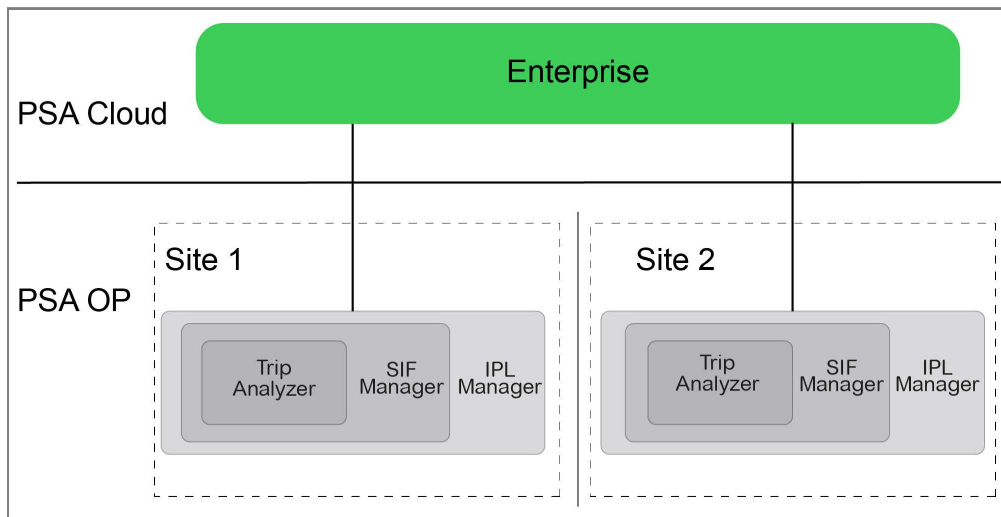 Enterprise
PSA Cloud
Site 1
Site 2
PSA OP
Trip
Analyzer
SIF
Manager
IPL
Manager
Trip
Analyzer
SIF
Manager
IPL
Manager